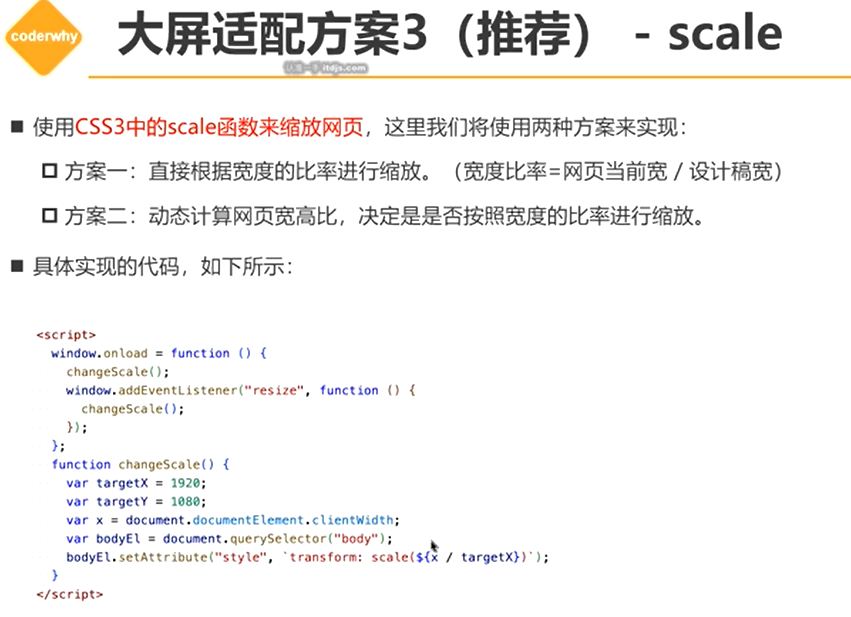 coderwhy
大屏适配方案3（推荐） - scale
itdjs.com
使用CSS3中的scale函数来缩放网页，这里我们将使用两种方案来实现：
方案一：直接根据宽度的比率进行缩放。（宽度比率=网页当前宽 / 设计稿宽）
方案二：动态计算网页宽高比，决定是是否按照宽度的比率进行缩放。
具体实现的代码，如下所示：
<script>
window.onload = function () {
changeScale();
window.addEventListener("resize", function () {
changeScale();
});
};
function changeScale() {
var targetX = 1920;
var targetY = 1080;
var x = document.documentElement.clientWidth;
var bodyEl = document.querySelector("body");
bodyEl.setAttribute("style", `transform: scale(${x / targetX})`);
}
</script>